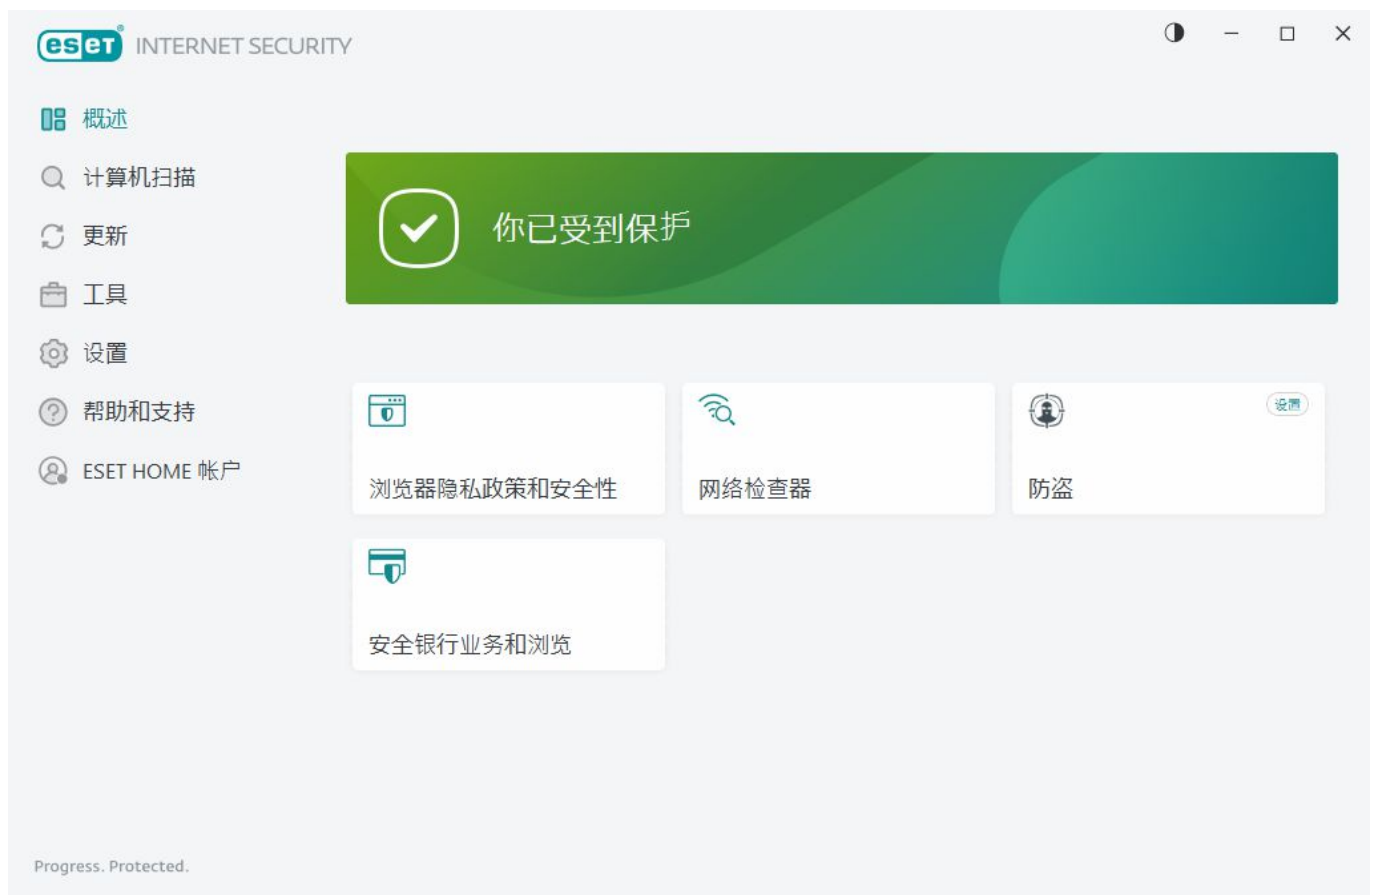 eset® INTERNET SECURITY
概述
计算机扫描
更新
工具
设置
帮助和支持
ESET HOME 帐户
你已受到保护
浏览器隐私政策和安全性
网络检查器
设置
防盗
安全银行业务和浏览
Progress. Protected.